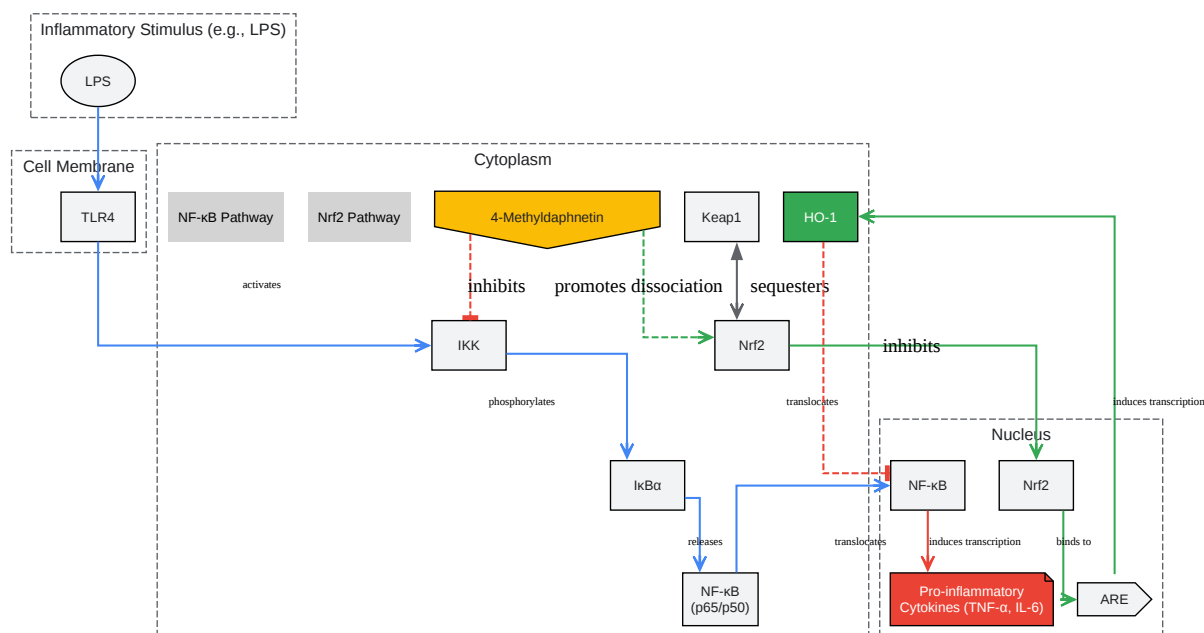 Inflammatory Stimulus (e.g., LPS)
LPS
Cell Membrane
TLR4
Cytoplasm
NF-κB Pathway
Nrf2 Pathway
4-Methyldaphnetin
Keap1
HO-1
activates
inhibits
promotes dissociation
sequesters
IKK
Nrf2
inhibits
phosphorylates
translocates
induces transcription
Nucleus
IκBα
NF-κB
Nrf2
releases
translocates
induces transcription
binds to
NF-κB
(p65/p50)
Pro-inflammatory
Cytokines (TNF-α, IL-6)
ARE